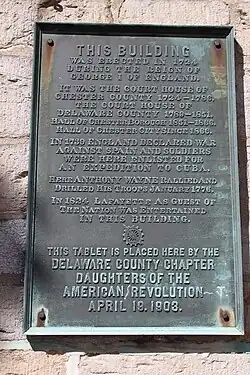 THIS BUILDING
WAS ERECTED IN 1724
DURING THE REIGN OF
GEORGE I OF ENGLAND.
IT WAS THE COURT HOUSE OF
CHESTER COUNTY 1724-1786.
THE COURT HOUSE OF
DELAWARE COUNTY 1789-1851.
HALL OF CHESTER BOROUGH 1851-1866.
HALL OF CHESTER CITY SINCE 1866.
IN 1739 ENGLAND DECLARED WAR
AGAINST SPAIN AND SOLDIERS
WERE HERE ENLISTED FOR
AN EXPEDITION TO CUBA.
HERE ANTHONY WAYNE RALLIED AND
DRILLED HIS TROOPS JANUARY 1776.
IN 1824 LAFAYETTE AS GUEST OF
THE NATION WAS ENTERTAINED
IN THIS BUILDING.
THIS TABLET IS PLACED HERE BY THE
DELAWARE COUNTY CHAPTER
DAUGHTERS OF THE
AMERICAN REVOLUTION
APRIL 19. 1903.